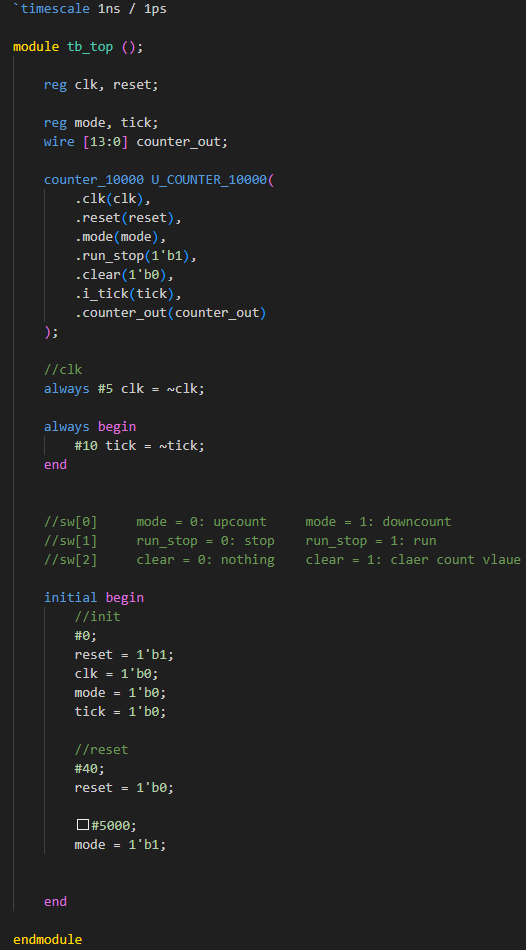 `timescale 1ns / 1ps
module tb_top ();
reg clk, reset;
reg mode, tick;
wire [13:0] counter_out;
counter_10000 U_COUNTER_10000(
.clk(clk),
.reset(reset),
.mode(mode),
.run_stop(1'b1),
.clear(1'b0),
.i_tick(tick),
.counter_out(counter_out)
);
//clk
always #5 clk = ~clk;
always begin
#10 tick = ~tick;
end
//sw[0]     mode = 0: upcount     mode = 1: downcount
//sw[1]     run_stop = 0: stop    run_stop = 1: run
//sw[2]     clear = 0: nothing    clear = 1: claer count vlaue
initial begin
//init
#0;
reset = 1'b1;
clk = 1'b0;
mode = 1'b0;
tick = 1'b0;
//reset
#40;
reset = 1'b0;
#5000;
mode = 1'b1;
end
endmodule